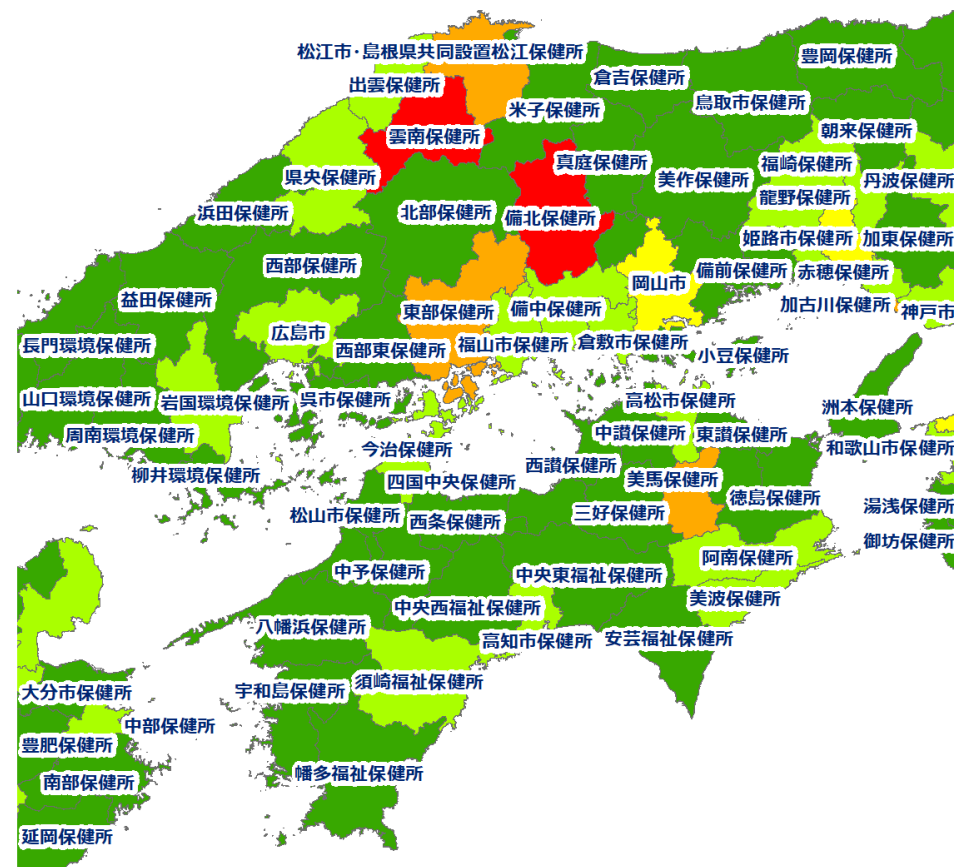 松江市・島根県共同設置松江保健所
豊岡保健所
出雲保健所
倉吉保健所
米子保健所
鳥取市保健所
雲南保健所
朝来保健所
真庭保健所
福崎保健所
県央保健所
美作保健所
丹波保健所
龍野保健所
浜田保健所
北部保健所
備北保健所
姫路市保健所
加東保健所
西部保健所
備前保健所
赤穂保健所
岡山市
益田保健所
東部保健所
備中保健所
加古川保健所
神戸市
広島市
長門環境保健所
西部東保健所
福山市保健所
倉敷市保健所
小豆保健所
山口環境保健所
岩国環境保健所
呉市保健所
高松市保健所
洲本保健所
周南環境保健所
中讃保健所
東讃保健所
今治保健所
和歌山市保健所
西讃保健所
柳井環境保健所
四国中央保健所
美馬保健所
徳島保健所
湯浅保健所
松山市保健所
西条保健所
三好保健所
御坊保健所
阿南保健所
中予保健所
中央東福祉保健所
美波保健所
中央西福祉保健所
八幡浜保健所
高知市保健所
安芸福祉保健所
須崎福祉保健所
大分市保健所
宇和島保健所
中部保健所
豊肥保健所
幡多福祉保健所
南部保健所
延岡保健所